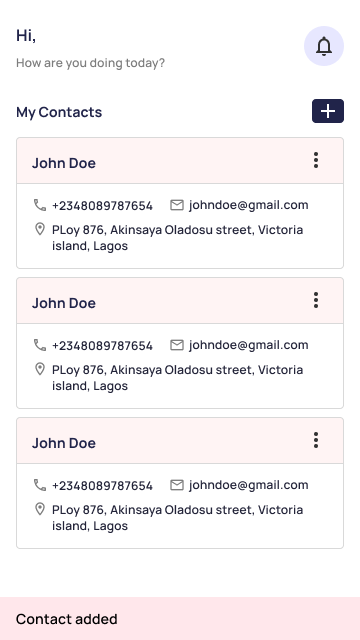 Hi,
How are you doing today?
My Contacts
John Doe
+2348089787654 johndoe@gmail.com
PLoy 876, Akinsaya Oladosu street, Victoria
island, Lagos
John Doe
+2348089787654 johndoe@gmail.com
PLoy 876, Akinsaya Oladosu street, Victoria
island, Lagos
John Doe
+2348089787654 johndoe@gmail.com
PLoy 876, Akinsaya Oladosu street, Victoria
island, Lagos
Contact added